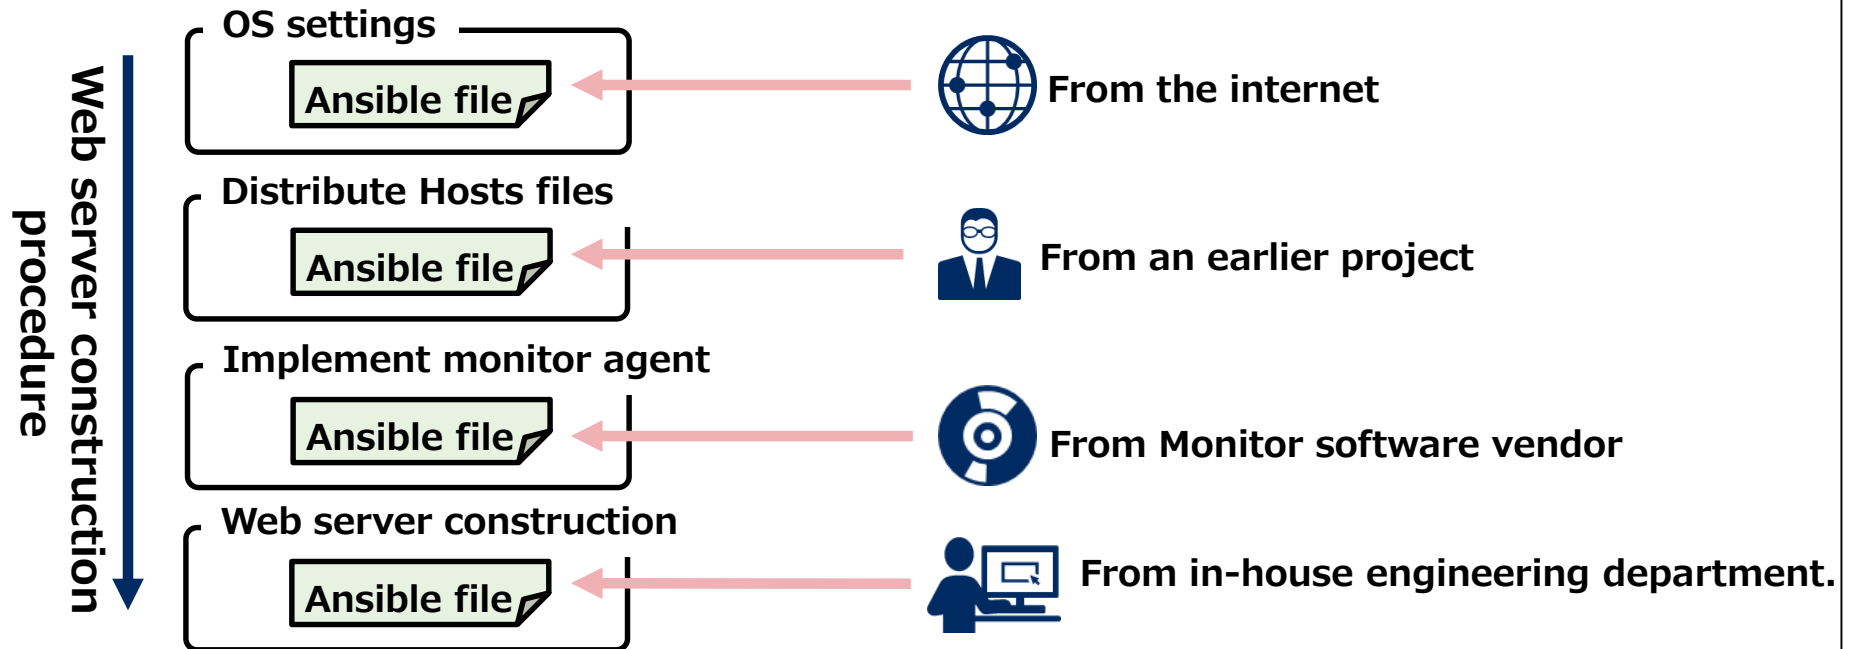 Web server construction
procedure
OS settings
Ansible file
From the internet
Distribute Hosts files
Ansible file
From an earlier project
Implement monitor agent
Ansible file
From Monitor software vendor
Web server construction
Ansible file
From in-house engineering department.